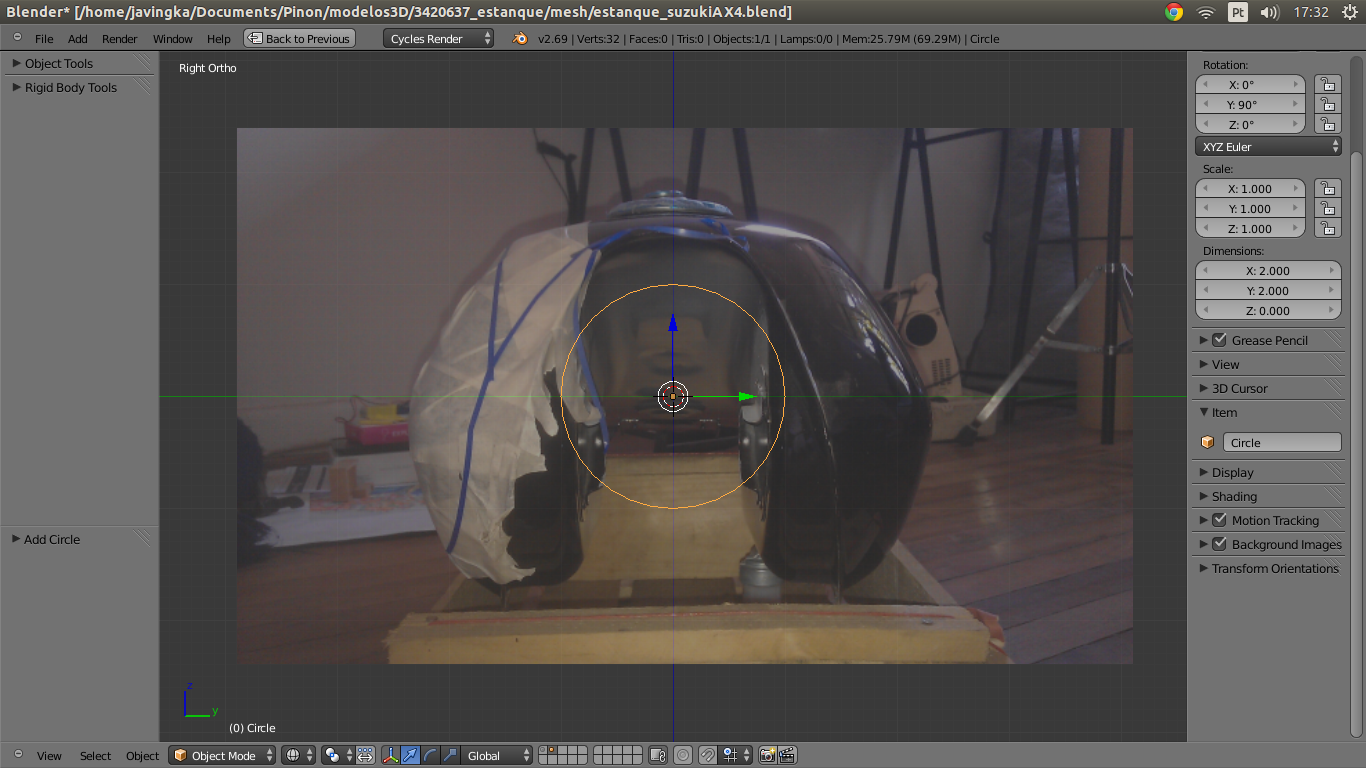 Blender* [/home/javingka/Documents/Pinon/modelos3D/3420637_estanque/mesh/estanque_suzukiAX4.blend]
Pt
17:32
File
Add
Render
Window
Help
Back to Previous
Cycles Render
v2.69 | Verts:32 | Faces:0 | Tris:0 | Objects:1/1 | Lamps:0/0 | Mem:25.79M (69.29M) | Circle
Object Tools
Rigid Body Tools
Add Circle
Right Ortho
z
y
(0) Circle
Rotation:
X: 0°
Y: 90°
Z: 0°
XYZ Euler
Scale:
X: 1.000
Y: 1.000
Z: 1.000
Dimensions:
X: 2.000
Y: 2.000
Z: 0.000
Grease Pencil
View
3D Cursor
Item
Circle
Display
Shading
Motion Tracking
Background Images
Transform Orientations
View
Select
Object
Object Mode
Global